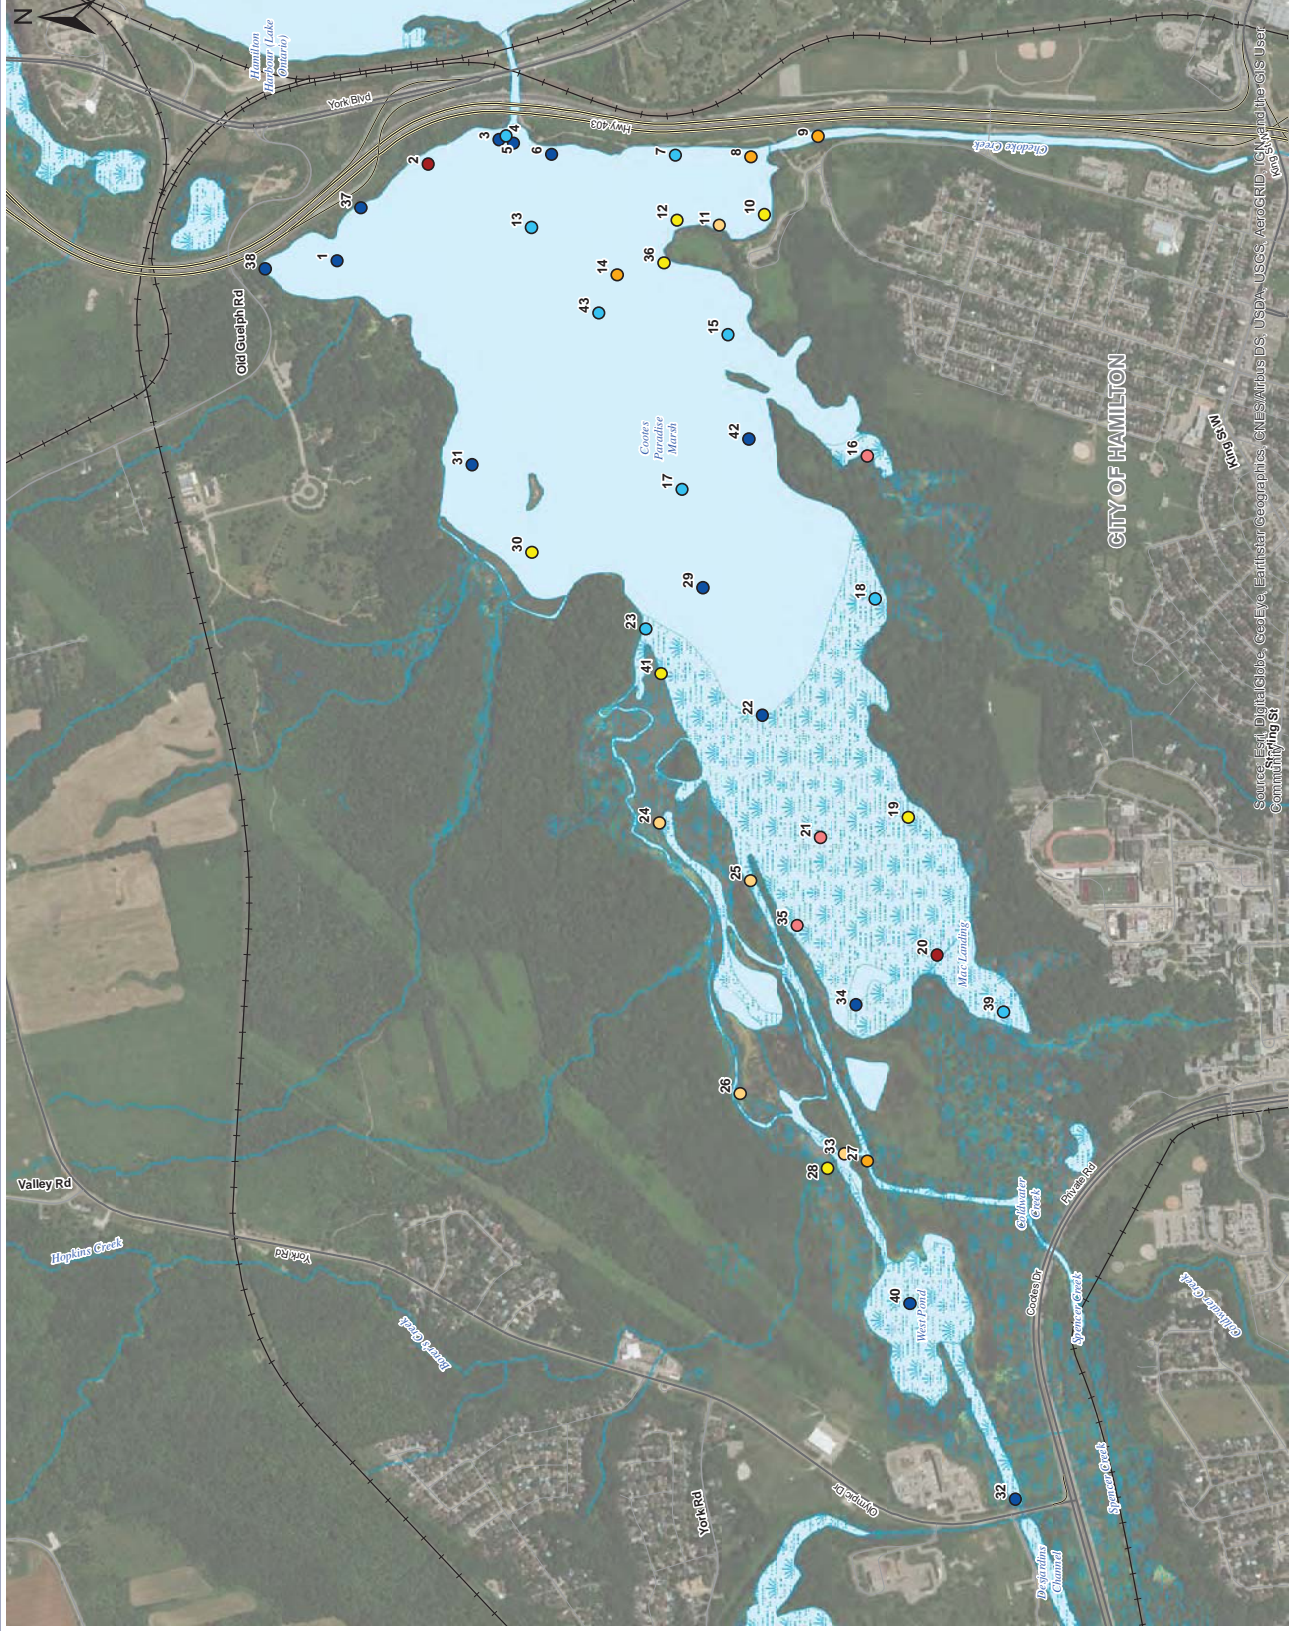 N
Hamilton
Harbour (Lake
Ontario)
York Blvd
Hwy 403
Chedoke Creek
King St W
Old Guelph Rd
38
37
1
2
3
4
5
6
7
8
9
10
11
12
13
14
36
43
15
Cootes
Paradise
Marsh
42
16
31
17
30
29
18
23
41
22
24
21
19
25
35
20
Mac Landing
34
39
26
33
27
28
CITY OF HAMILTON
King St W
Sterling St
Valley Rd
Hopkins Creek
York Rd
Borer's Creek
Coldwater
Creek
Private Rd
Cootes Dr
Spencer Creek
Coldwater Creek
40
West Pond
Olympic Dr
York Rd
32
Spencer Creek
Desjardins
Channel
Source: Esri, DigitalGlobe, GeoEye, Earthstar Geographics, CNES/Airbus DS, USDA, USGS, AeroGRID, IGN, and the GIS User
Community